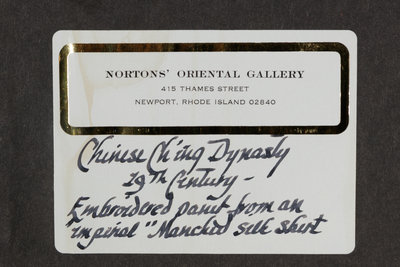 NORTONS' ORIENTAL GALLERY
415 THAMES STREET
NEWPORT, RHODE ISLAND 02840
Chinese Ch'ing Dynasty
19th Century -
Embroidered panel from an
imperial "Manchu silk skirt